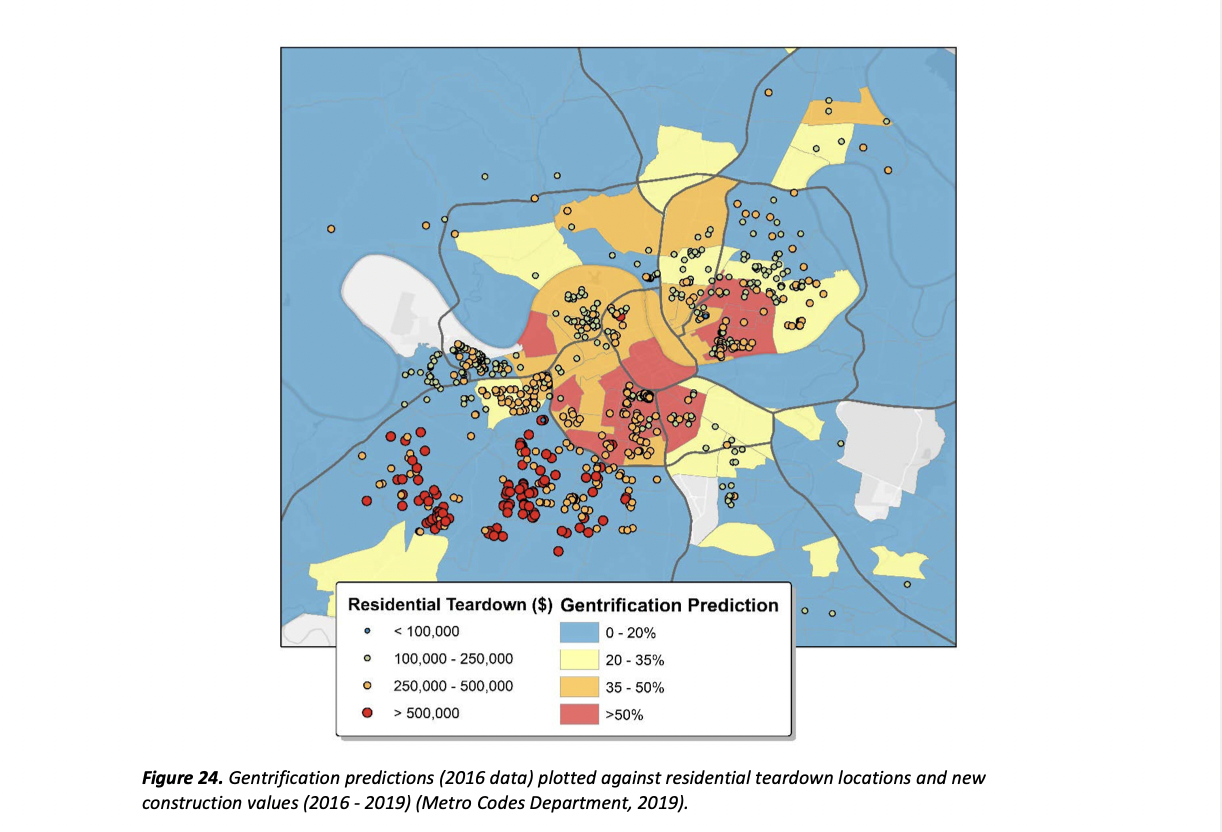 Residential Teardown ($) Gentrification Prediction
< 100,000 0 - 20%
100,000 - 250,000 20 - 35%
250,000 - 500,000 35 - 50%
> 500,000 >50%
Figure 24. Gentrification predictions (2016 data) plotted against residential teardown locations and new
construction values (2016 - 2019) (Metro Codes Department, 2019).